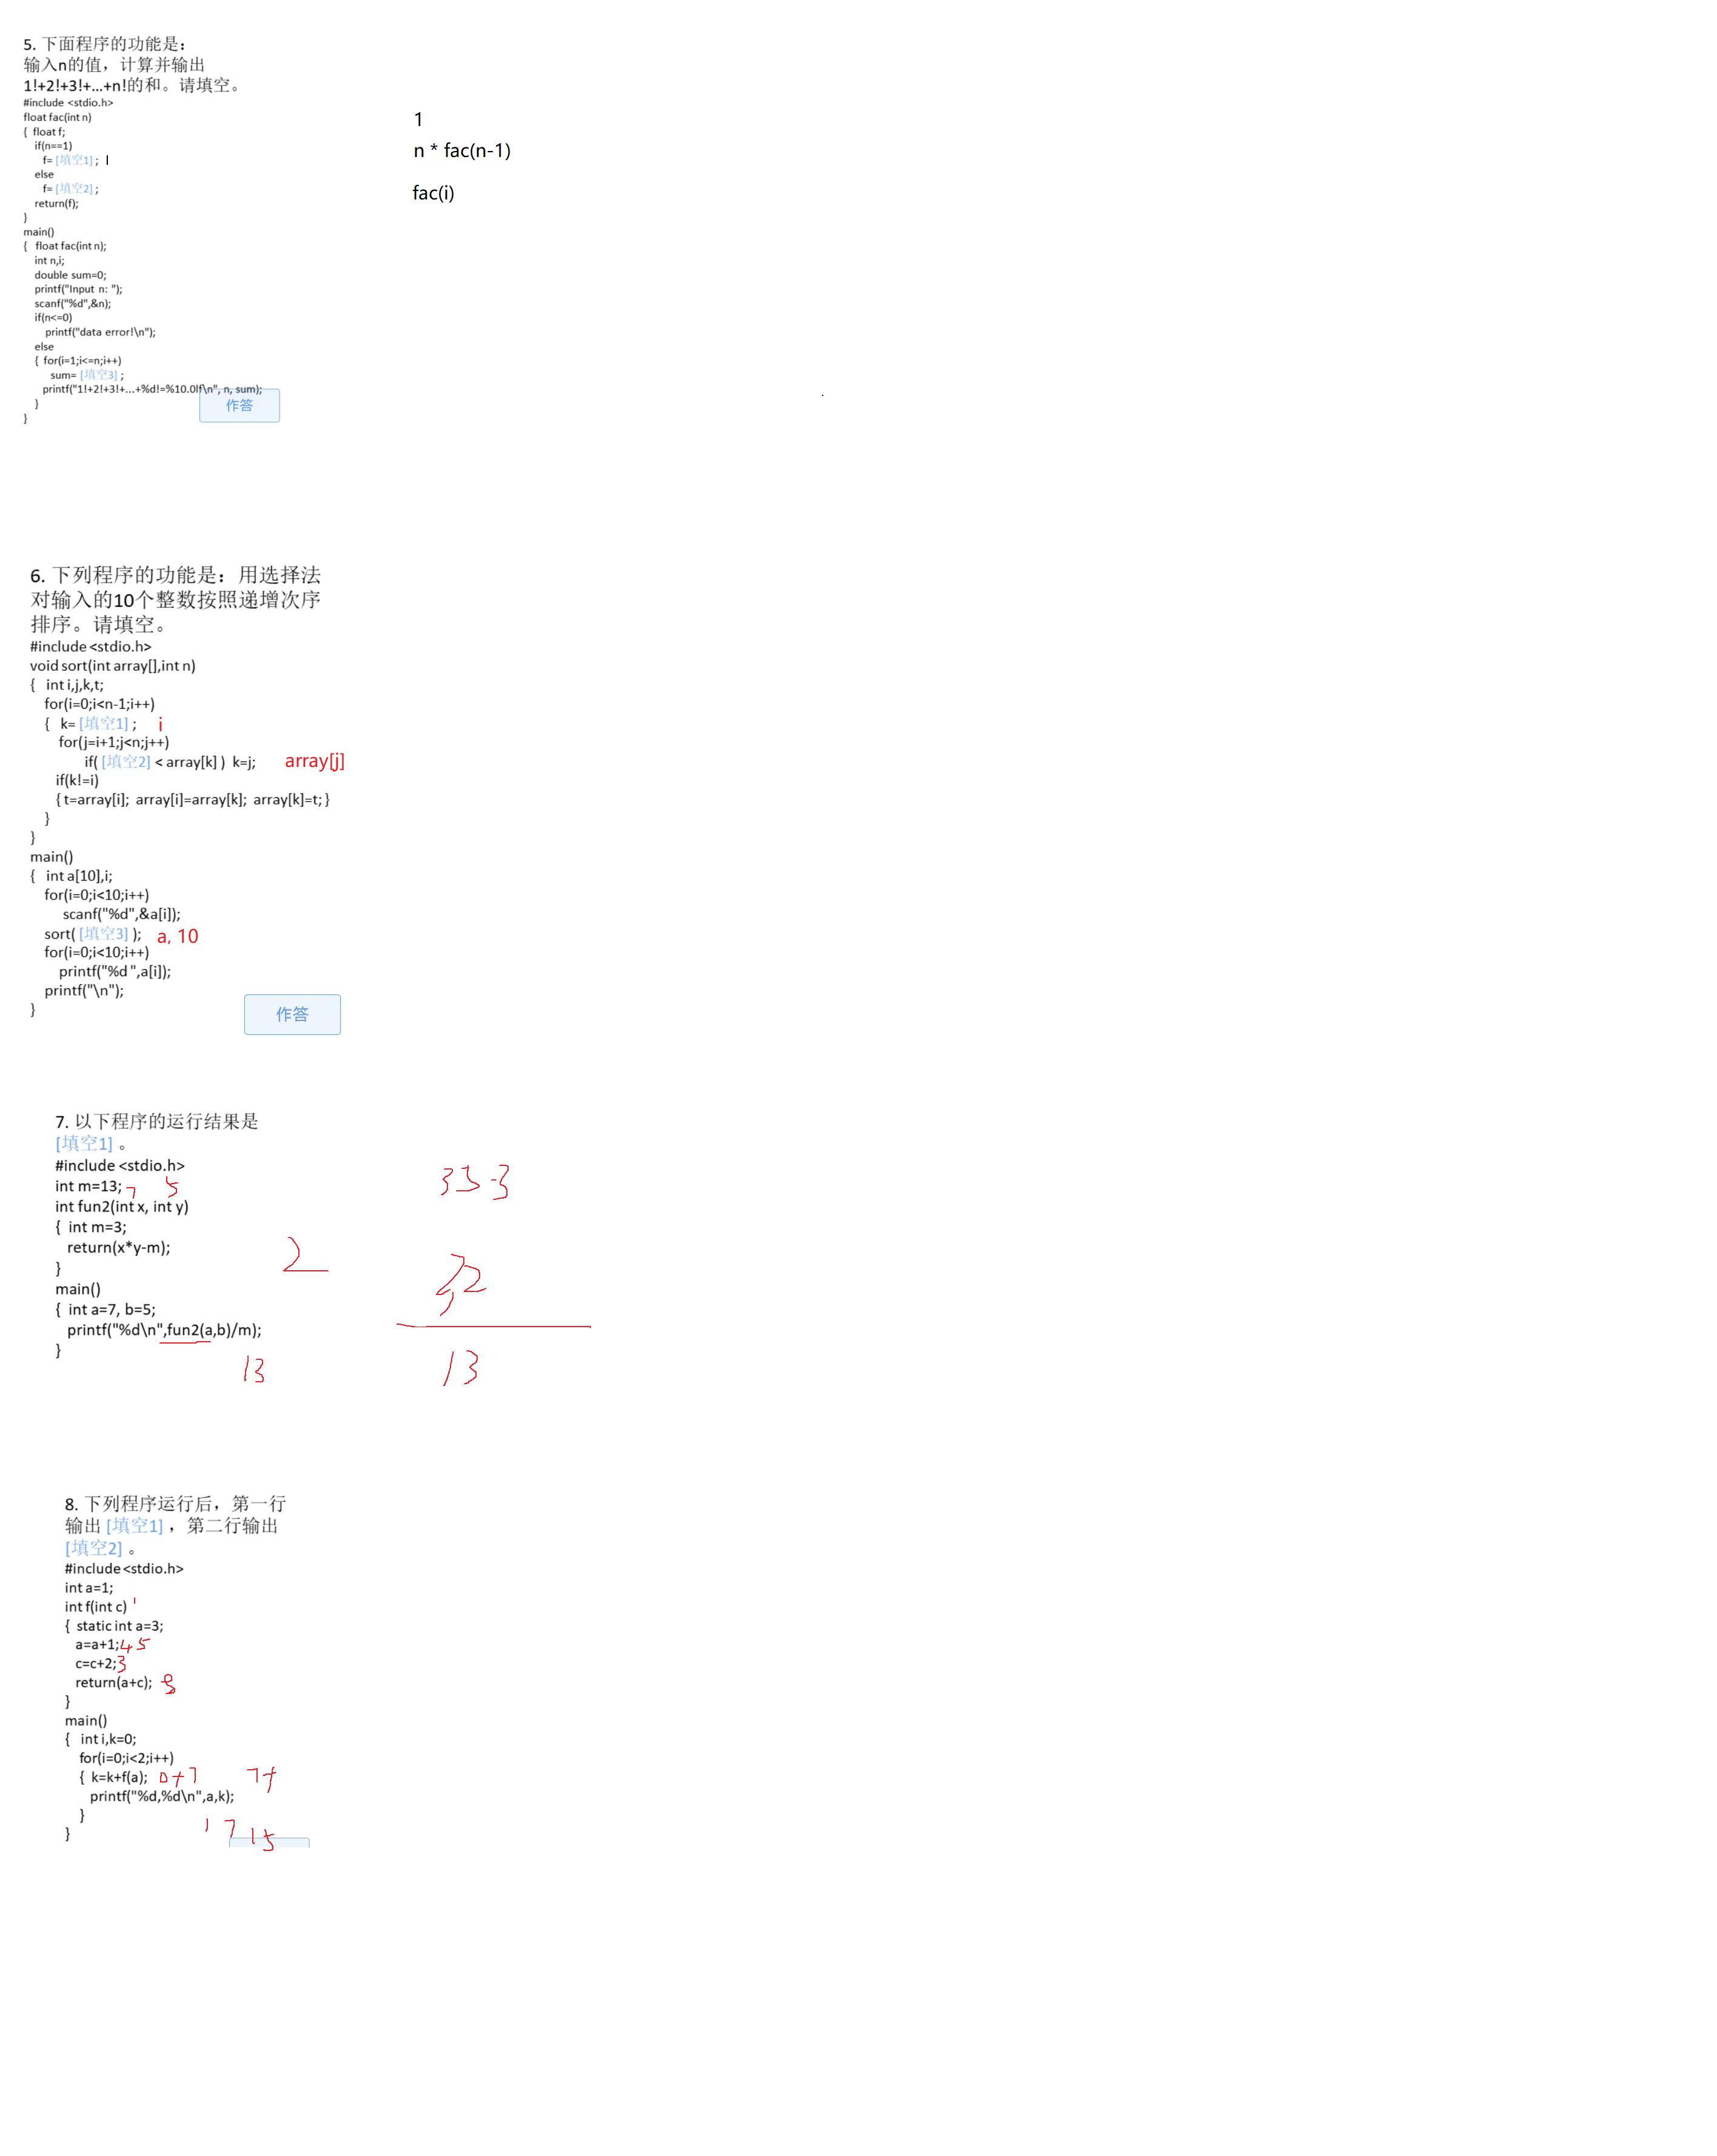 5. 下面程序的功能是：
输入n的值，计算并输出
1!+2!+3!+...+n!的和。请填空。
#include <stdio.h>
float fac(int n)
{ float f;
if(n==1)
f= [填空1] ;
else
f= [填空2] ;
return(f);
}
main()
{ float fac(int n);
int n,i;
double sum=0;
printf("Input n: ");
scanf("%d",&n);
if(n<=0)
printf("data error!\n");
else
{ for(i=1;i<=n;i++)
sum= [填空3] ;
printf("1!+2!+3!+...+%d!=%10.0lf\n", n, sum);
}
}
作答
1
n * fac(n-1)
fac(i)
6. 下列程序的功能是：用选择法
对输入的10个整数按照递增次序
排序。请填空。
#include <stdio.h>
void sort(int array[],int n)
{ int i,j,k,t;
for(i=0;i<n-1;i++)
{ k= [填空1] ; i
for(j=i+1;j<n;j++)
if( [填空2] < array[k] ) k=j; array[j]
if(k!=i)
{ t=array[i]; array[i]=array[k]; array[k]=t; }
}
}
main()
{ int a[10],i;
for(i=0;i<10;i++)
scanf("%d",&a[i]);
sort( [填空3] ); a, 10
for(i=0;i<10;i++)
printf("%d ",a[i]);
printf("\n");
}
作答
7. 以下程序的运行结果是
[填空1] 。
#include <stdio.h>
int m=13; 7 5
int fun2(int x, int y)
{ int m=3;
return(x*y-m);
}
main()
{ int a=7, b=5;
printf("%d\n",fun2(a,b)/m);
}
13
2
35-3
32
13
8. 下列程序运行后，第一行
输出 [填空1] ，第二行输出
[填空2] 。
#include <stdio.h>
int a=1;
int f(int c) 1
{ static int a=3;
a=a+1; 4 5
c=c+2; 3
return(a+c); 8
}
main()
{ int i,k=0;
for(i=0;i<2;i++)
{ k=k+f(a); 0+7 7+
printf("%d,%d\n",a,k);
}
}
1 7 15